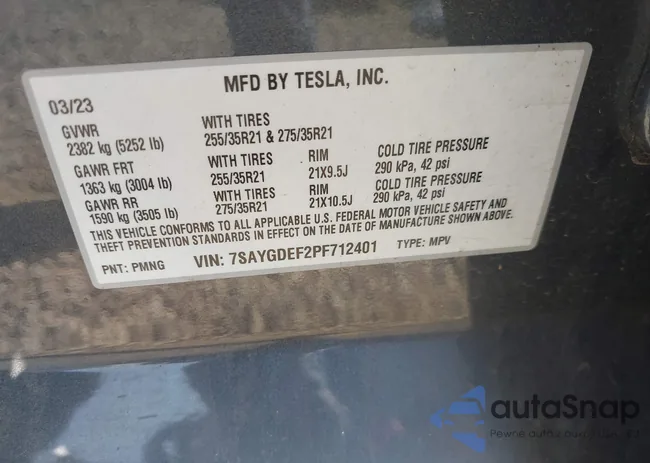 MFD BY TESLA, INC.
03/23
GVWR
2382 kg (5252 lb)
WITH TIRES
255/35R21 & 275/35R21
GAWR FRT
1363 kg (3004 lb)
WITH TIRES
255/35R21
RIM
21X9.5J
COLD TIRE PRESSURE
290 kPa, 42 psi
GAWR RR
1590 kg (3505 lb)
WITH TIRES
275/35R21
RIM
21X10.5J
COLD TIRE PRESSURE
290 kPa, 42 psi
THIS VEHICLE CONFORMS TO ALL APPLICABLE U.S. FEDERAL MOTOR VEHICLE SAFETY AND
THEFT PREVENTION STANDARDS IN EFFECT ON THE DATE OF MANUFACTURE SHOWN ABOVE.
PNT: PMNG VIN: 7SAYGDEF2PF712401 TYPE: MPV
autaSnap
Pewne auta z